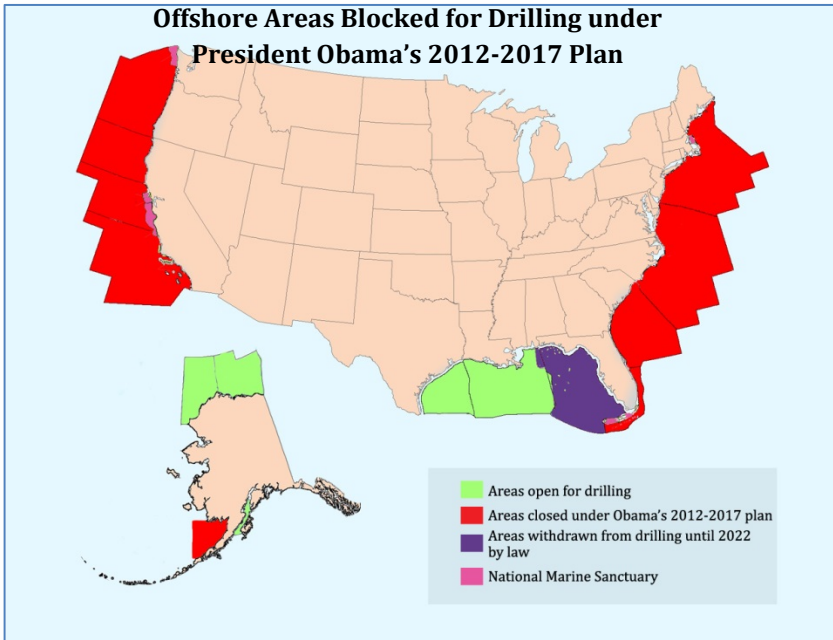 Offshore Areas Blocked for Drilling under
President Obama’s 2012-2017 Plan
Areas open for drilling
Areas closed under Obama’s 2012-2017 plan
Areas withdrawn from drilling until 2022
by law
National Marine Sanctuary